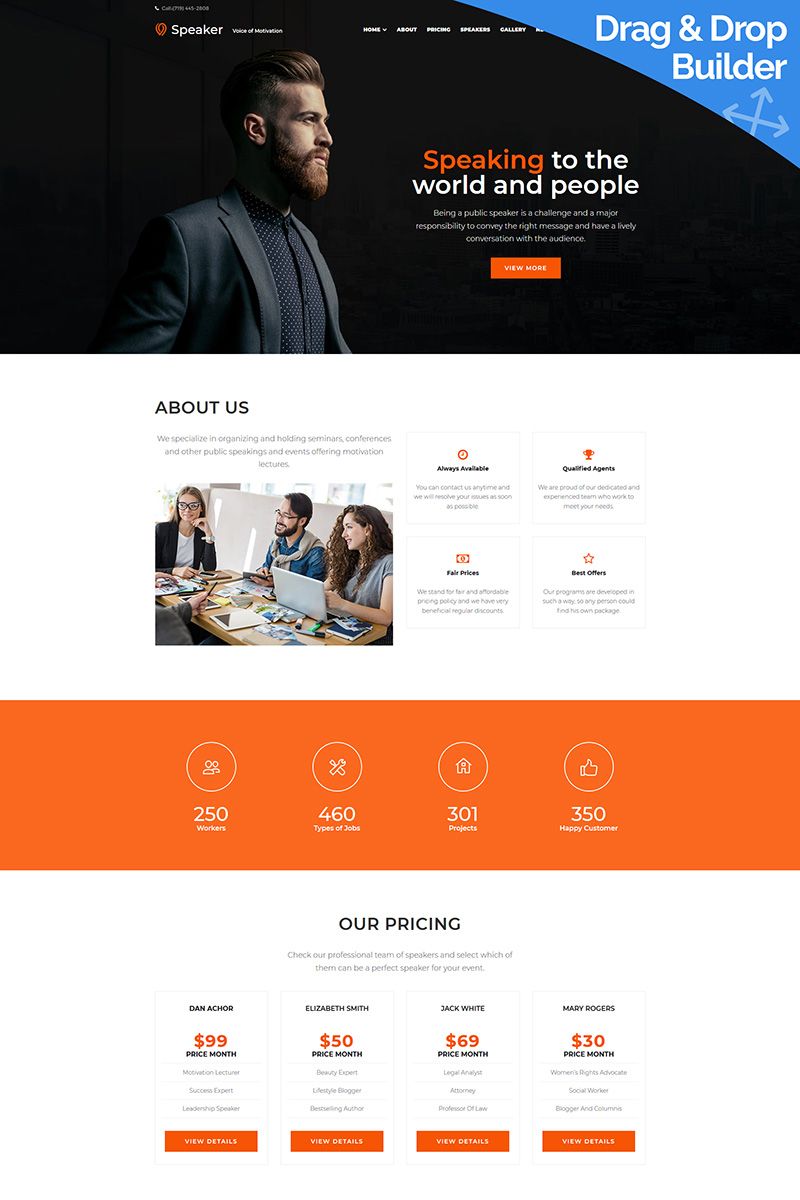 Call:(719) 445-2808
Speaker
Voice of Motivation
HOME ABOUT PRICING SPEAKERS GALLERY
Drag & Drop
Builder
Speaking to the
world and people
Being a public speaker is a challenge and a major
responsibility to convey the right message and have a lively
conversation with the audience.
VIEW MORE
ABOUT US
We specialize in organizing and holding seminars, conferences
and other public speakings and events offering motivation
lectures.
Always Available
You can contact us anytime and
we will resolve your issues as soon
as possible.
Qualified Agents
We are proud of our dedicated and
experienced team who work to
meet your needs.
Fair Prices
We stand for fair and affordable
pricing policy and we have very
beneficial regular discounts.
Best Offers
Our programs are developed in
such a way, so any person could
find his own package.
250
Workers
460
Types of Jobs
301
Projects
350
Happy Customer
OUR PRICING
Check our professional team of speakers and select which of
them can be a perfect speaker for your event.
DAN ACHOR
$99
PRICE MONTH
Motivation Lecturer
Success Expert
Leadership Speaker
VIEW DETAILS
ELIZABETH SMITH
$50
PRICE MONTH
Beauty Expert
Lifestyle Blogger
Bestselling Author
VIEW DETAILS
JACK WHITE
$69
PRICE MONTH
Legal Analyst
Attorney
Professor Of Law
VIEW DETAILS
MARY ROGERS
$30
PRICE MONTH
Women's Rights Advocate
Social Worker
Blogger And Columnis
VIEW DETAILS